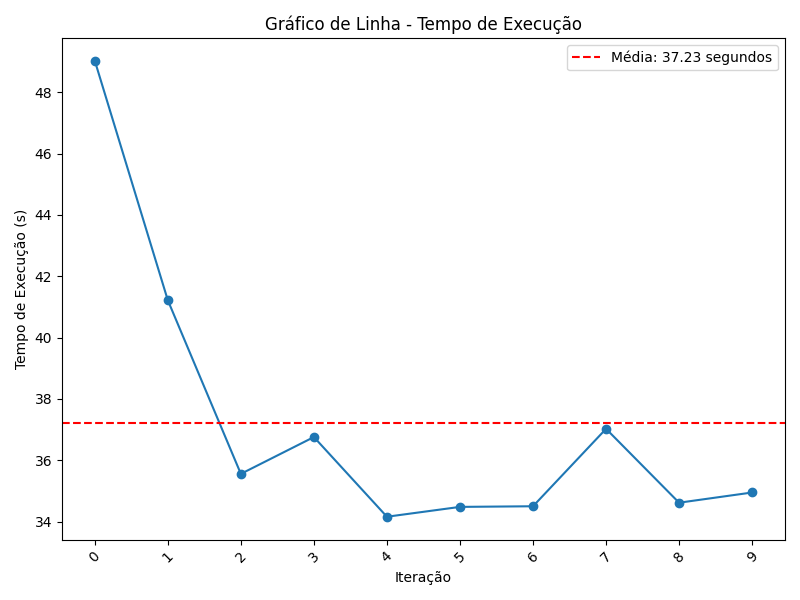 Gráfico de Linha - Tempo de Execução
Média: 37.23 segundos
Tempo de Execução (s)
48
46
44
42
40
38
36
34
0 1 2 3 4 5 6 7 8 9
Iteração